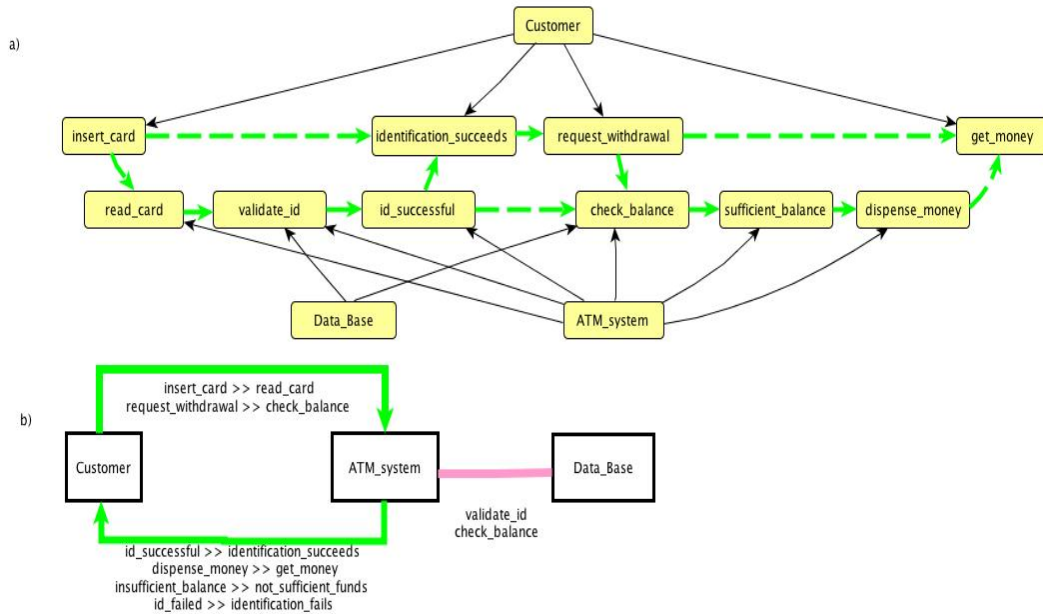 a)
Customer
insert_card
identification_succeeds
request_withdrawal
get_money
read_card
validate_id
id_successful
check_balance
sufficient_balance
dispense_money
Data_Base
ATM_system
b)
insert_card >> read_card
request_withdrawal >> check_balance
Customer
ATM_system
Data_Base
validate_id
check_balance
id_successful >> identification_succeeds
dispense_money >> get_money
insufficient_balance >> not_sufficient_funds
id_failed >> identification_fails